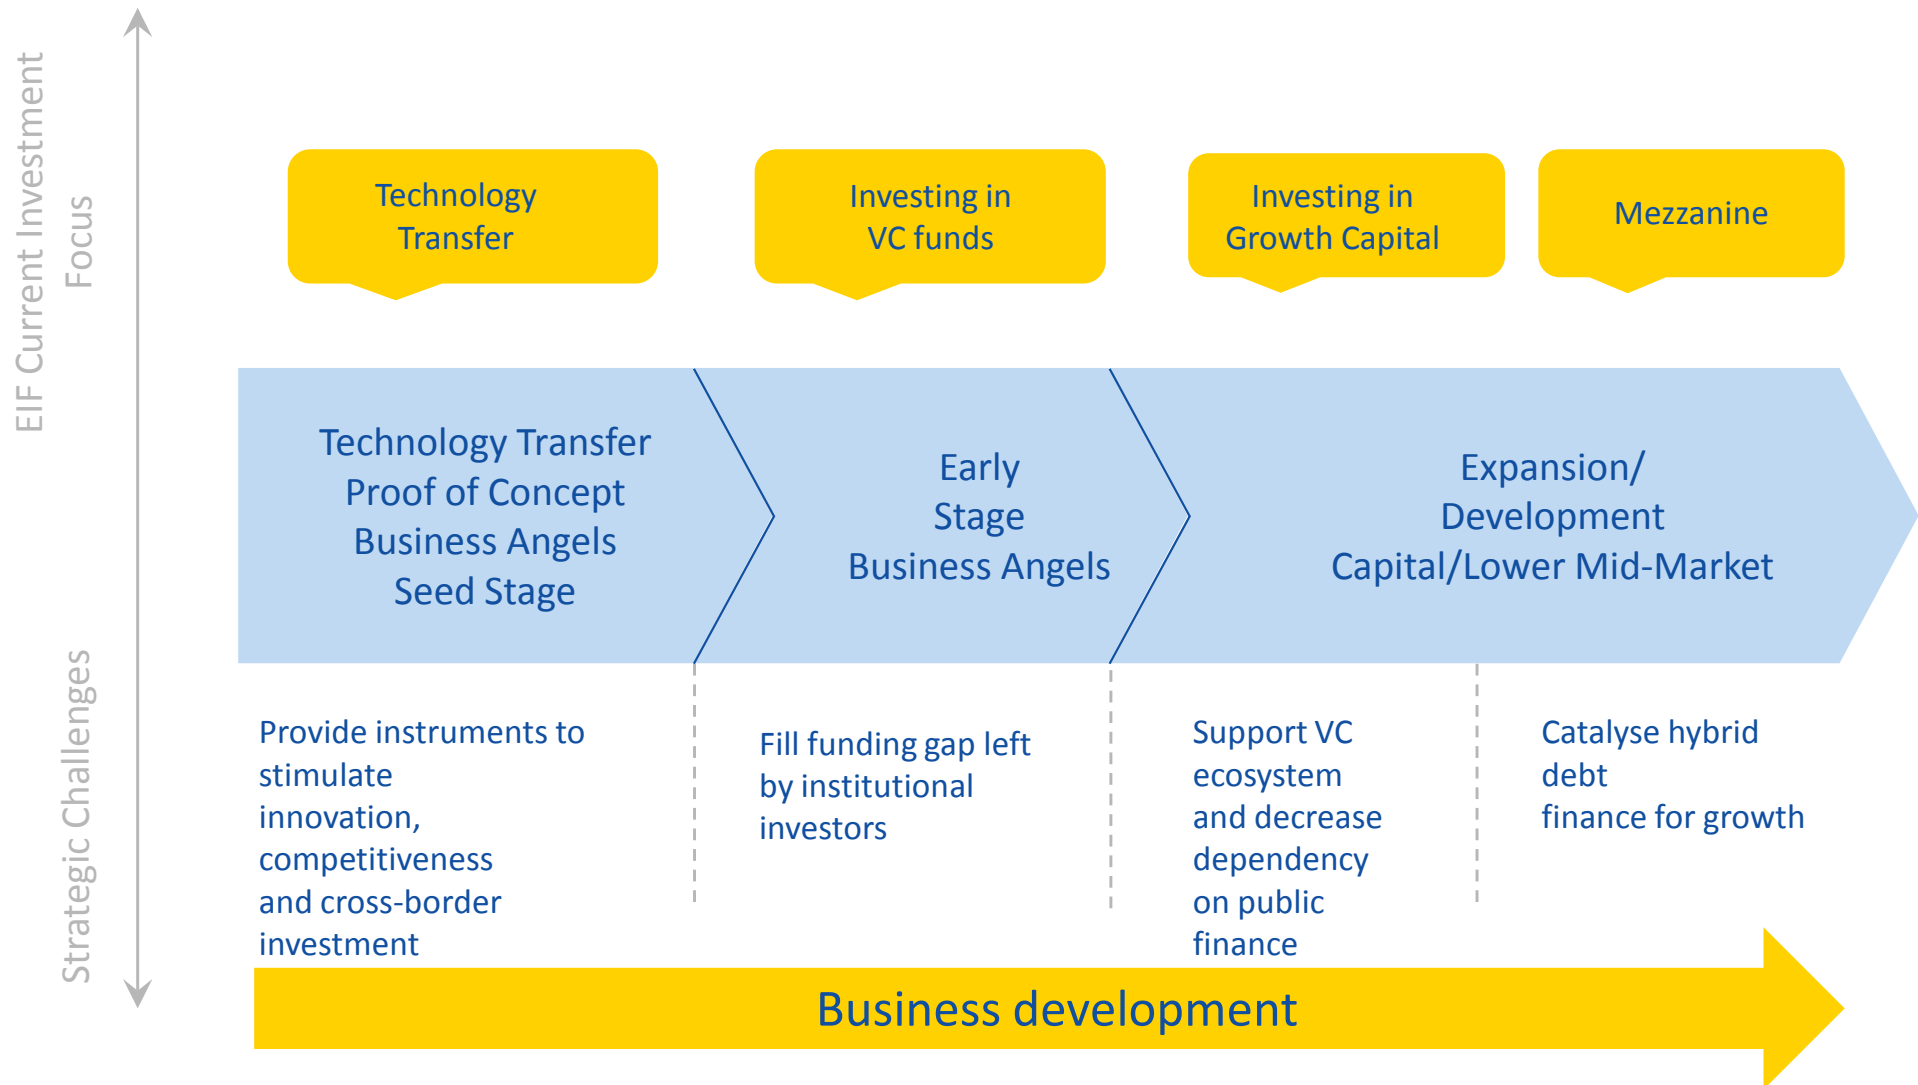 EIF Current Investment
Focus
Strategic Challenges
Technology
Transfer
Investing in
VC funds
Investing in
Growth Capital
Mezzanine
Technology Transfer
Proof of Concept
Business Angels
Seed Stage
Early
Stage
Business Angels
Expansion/
Development
Capital/Lower Mid-Market
Provide instruments to
stimulate
innovation,
competitiveness
and cross-border
investment
Fill funding gap left
by institutional
investors
Support VC
ecosystem
and decrease
dependency
on public
finance
Catalyse hybrid
debt
finance for growth
Business development